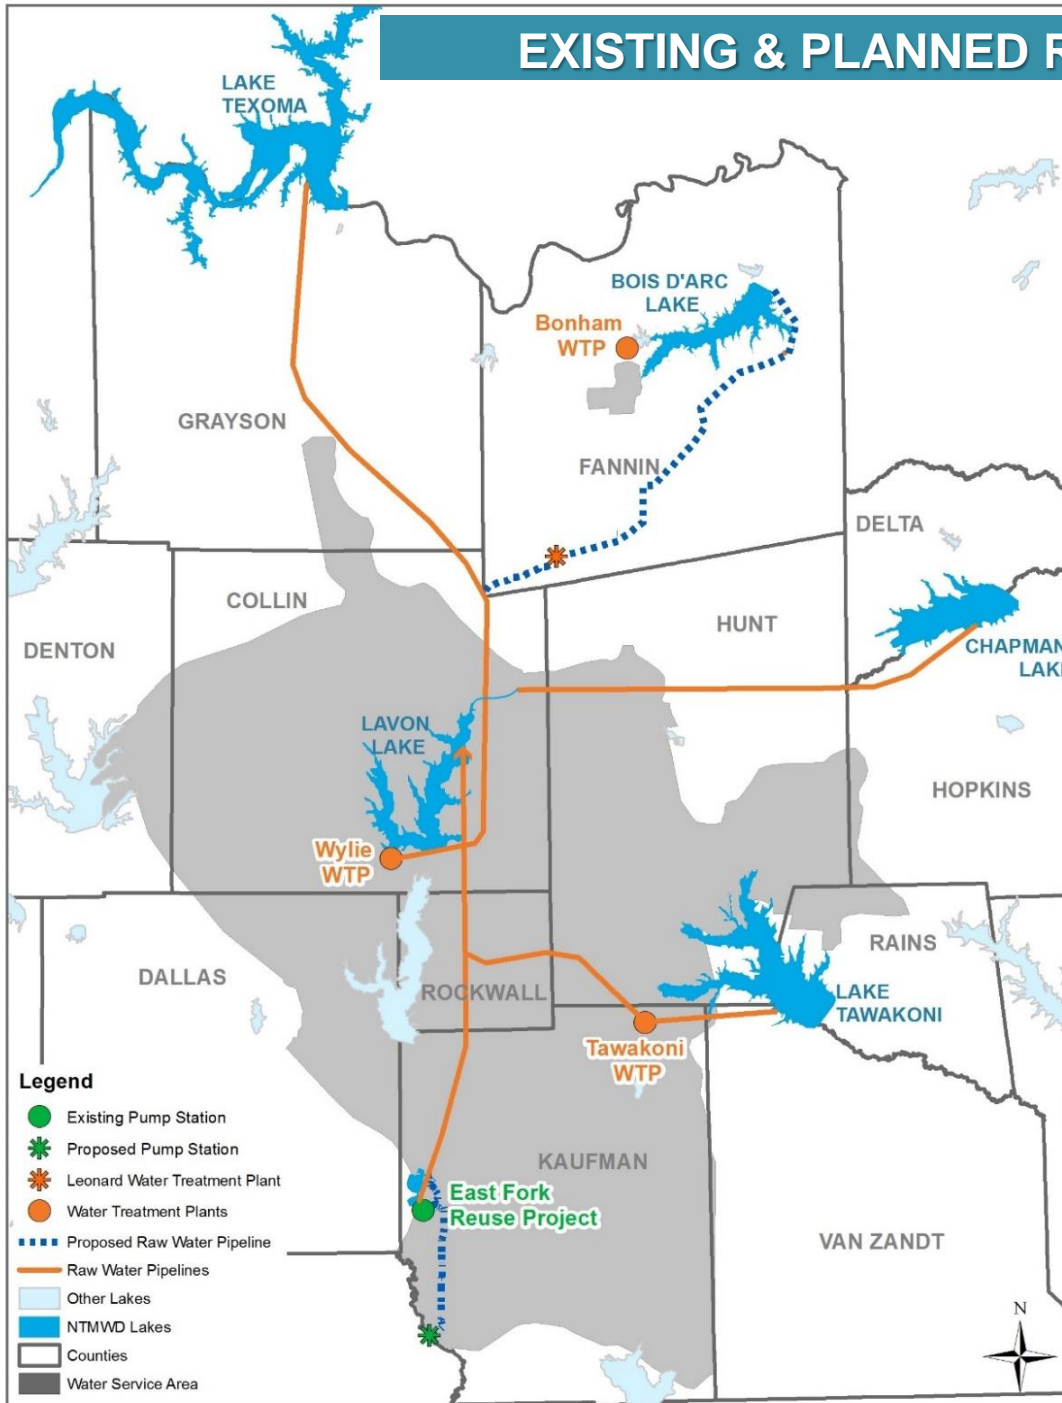 EXISTING & PLANNED R
LAKE
TEXOMA
BOIS D'ARC
LAKE
Bonham
WTP
GRAYSON
FANNIN
DELTA
COLLIN
HUNT
DENTON
CHAPMAN
LAKE
LAVON
LAKE
HOPKINS
Wylie
WTP
RAINS
DALLAS
ROCKWALL
LAKE
TAWAKONI
Tawakoni
WTP
Legend
Existing Pump Station
Proposed Pump Station
Leonard Water Treatment Plant
Water Treatment Plants
Proposed Raw Water Pipeline
Raw Water Pipelines
Other Lakes
NTMWD Lakes
Counties
Water Service Area
KAUFMAN
East Fork
Reuse Project
VAN ZANDT
N